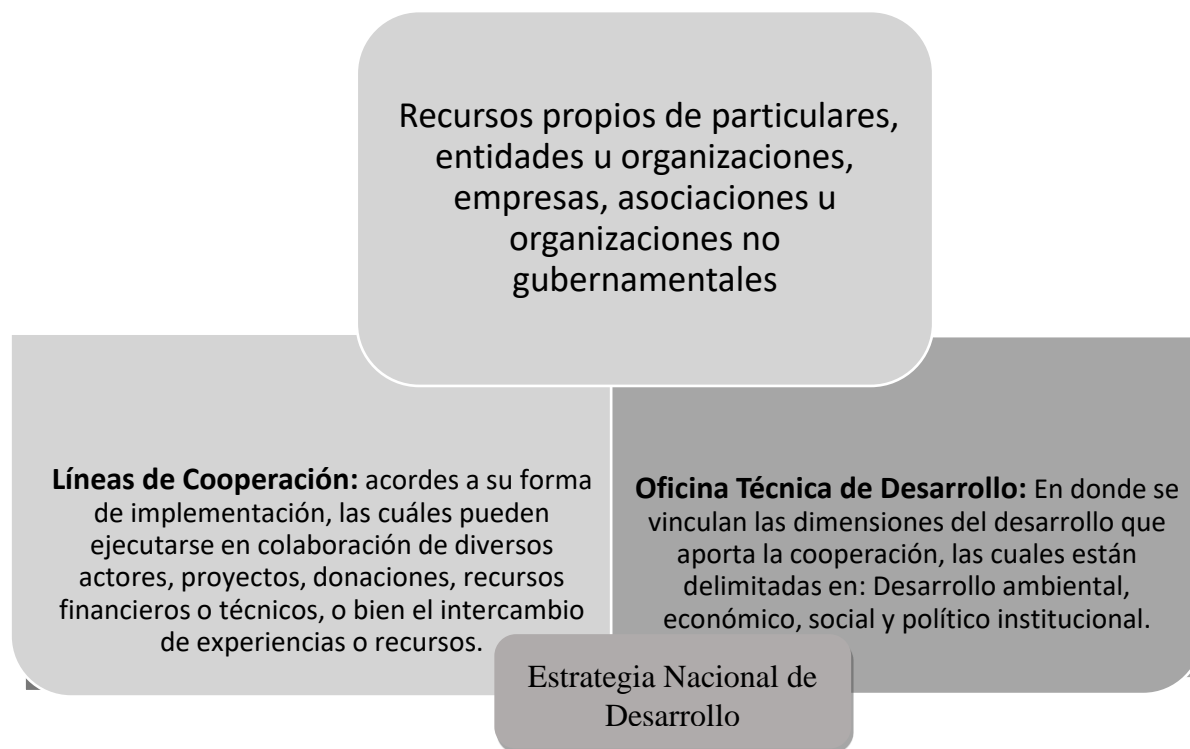 Recursos propios de particulares,
entidades u organizaciones,
empresas, asociaciones u
organizaciones no
gubernamentales
Líneas de Cooperación: acordes a su forma
de implementación, las cuáles pueden
ejecutarse en colaboración de diversos
actores, proyectos, donaciones, recursos
financieros o técnicos, o bien el intercambio
de experiencias o recursos.
Oficina Técnica de Desarrollo: En donde se
vinculan las dimensiones del desarrollo que
aporta la cooperación, las cuales están
delimitadas en: Desarrollo ambiental,
económico, social y político institucional.
Estrategia Nacional de
Desarrollo